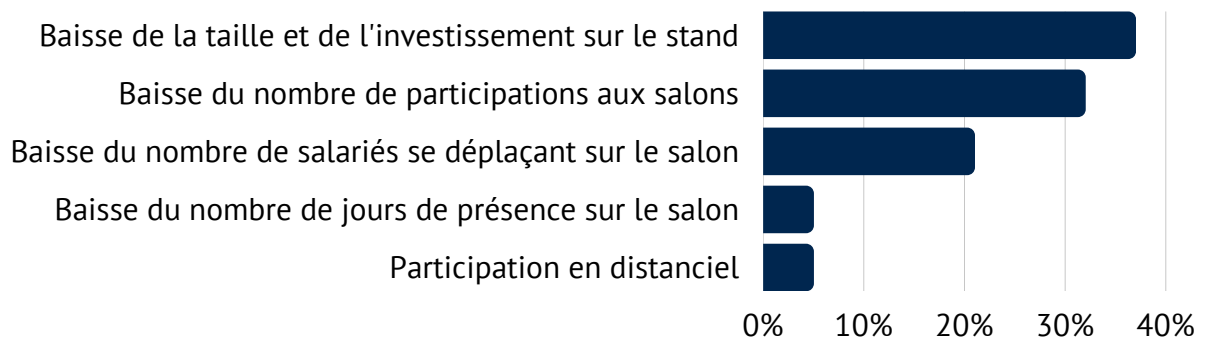 Baisse de la taille et de l'investissement sur le stand
Baisse du nombre de participations aux salons
Baisse du nombre de salariés se déplaçant sur le salon
Baisse du nombre de jours de présence sur le salon
Participation en distanciel
0% 10% 20% 30% 40%